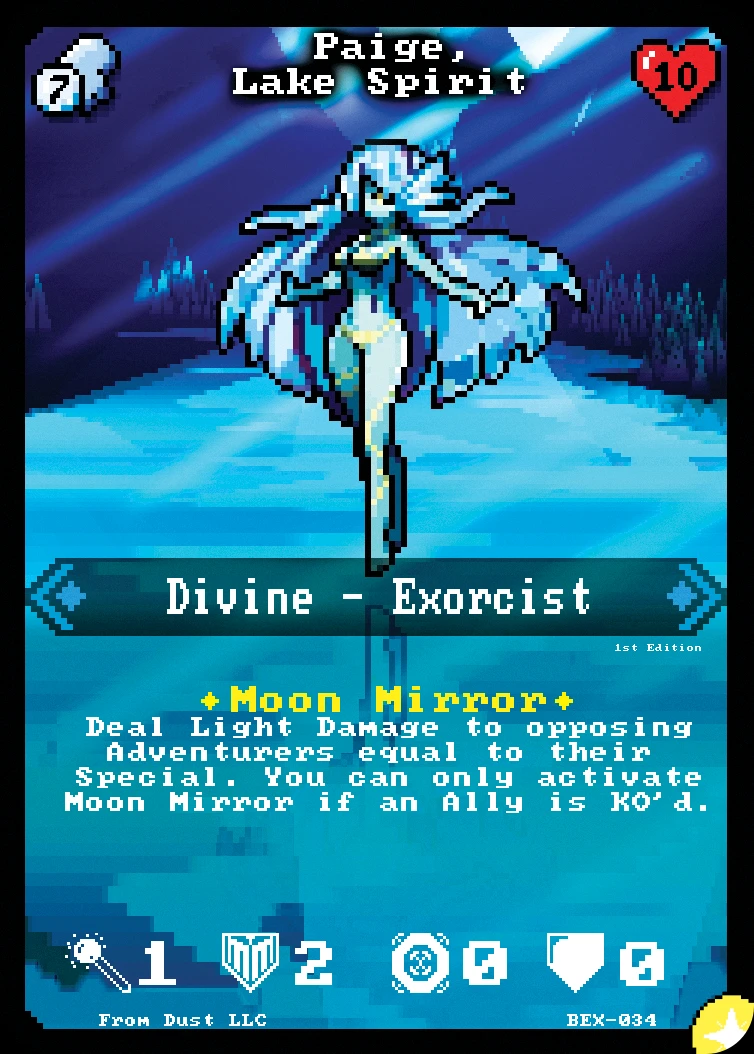 Paige,
Lake Spirit
7
10
Divine - Exorcist
1st Edition
Moon Mirror
Deal Light Damage to opposing
Adventurers equal to their
Special. You can only activate
Moon Mirror if an Ally is KO'd.
1 2 0 0
From Dust LLC BEX-034